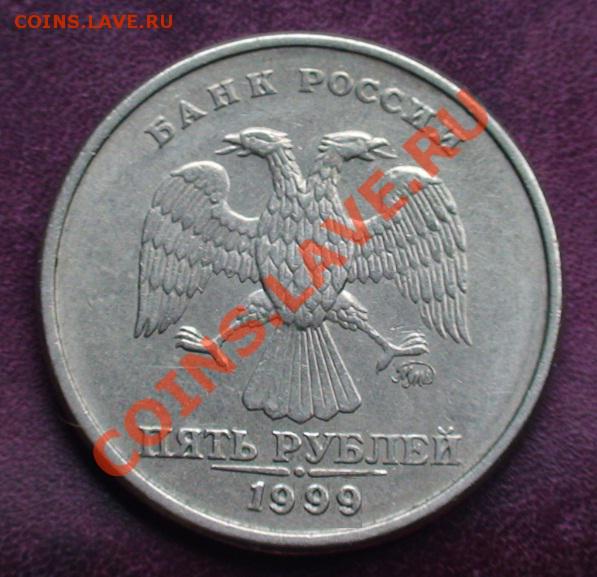 COINS.LAVE.RU
БАНК РОССИИ
COINS.LAVE.RU
ММД
ПЯТЬ РУБЛЕЙ
1999